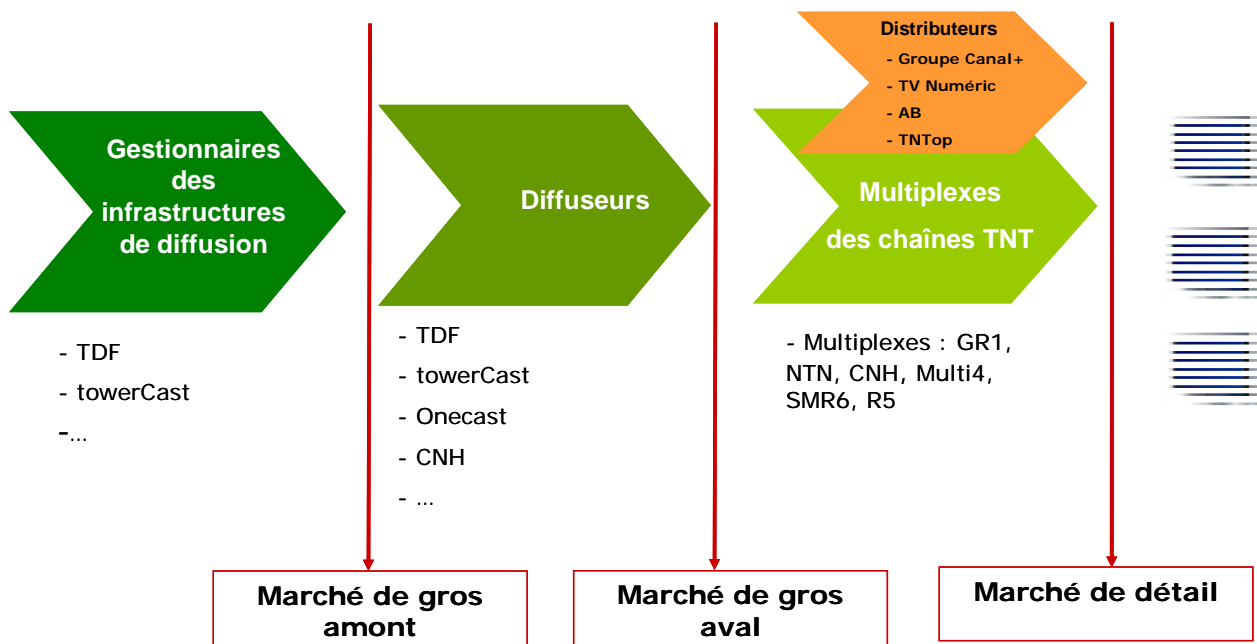 Distributeurs
- Groupe Canal+
- TV Numéric
- AB
- TNTop
Gestionnaires
des
infrastructures
de diffusion
Diffuseurs
Multiplexes
des chaînes TNT
- TDF
- towerCast
-...
- TDF
- towerCast
- Onecast
- CNH
- ...
- Multiplexes : GR1,
NTN, CNH, Multi4,
SMR6, R5
Marché de gros
amont
Marché de gros
aval
Marché de détail